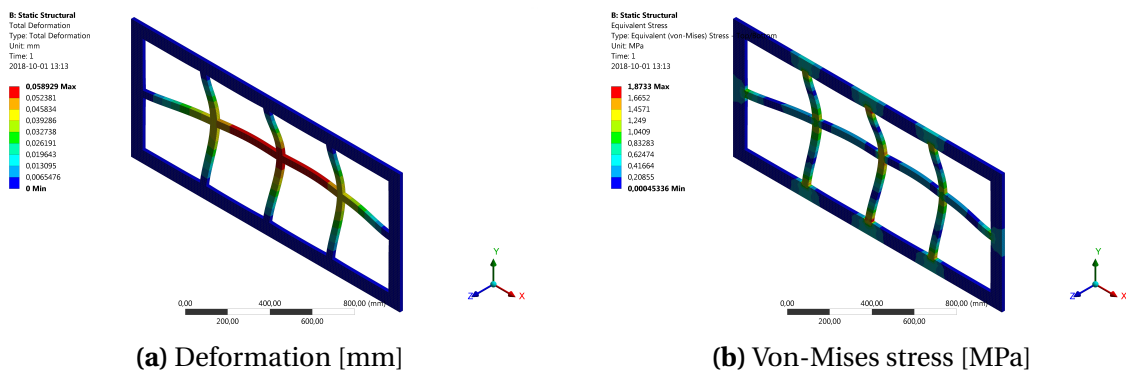 B: Static Structural
Total Deformation
Type: Total Deformation
Unit: mm
Time: 1
2018-10-01 13:13
0,058929 Max
0,052381
0,045834
0,039286
0,032738
0,026191
0,019643
0,013095
0,0065476
0 Min
Y
Z
X
0,00 400,00 800,00 (mm)
200,00 600,00
(a) Deformation [mm]
B: Static Structural
Equivalent Stress
Type: Equivalent (von-Mises) Stress -
Unit: MPa
Time: 1
2018-10-01 13:13
1,8733 Max
1,6652
1,4571
1,249
1,0409
0,83283
0,62474
0,41664
0,20855
0,00045336 Min
Y
Z
X
0,00 400,00 800,00 (mm)
200,00 600,00
(b) Von-Mises stress [MPa]